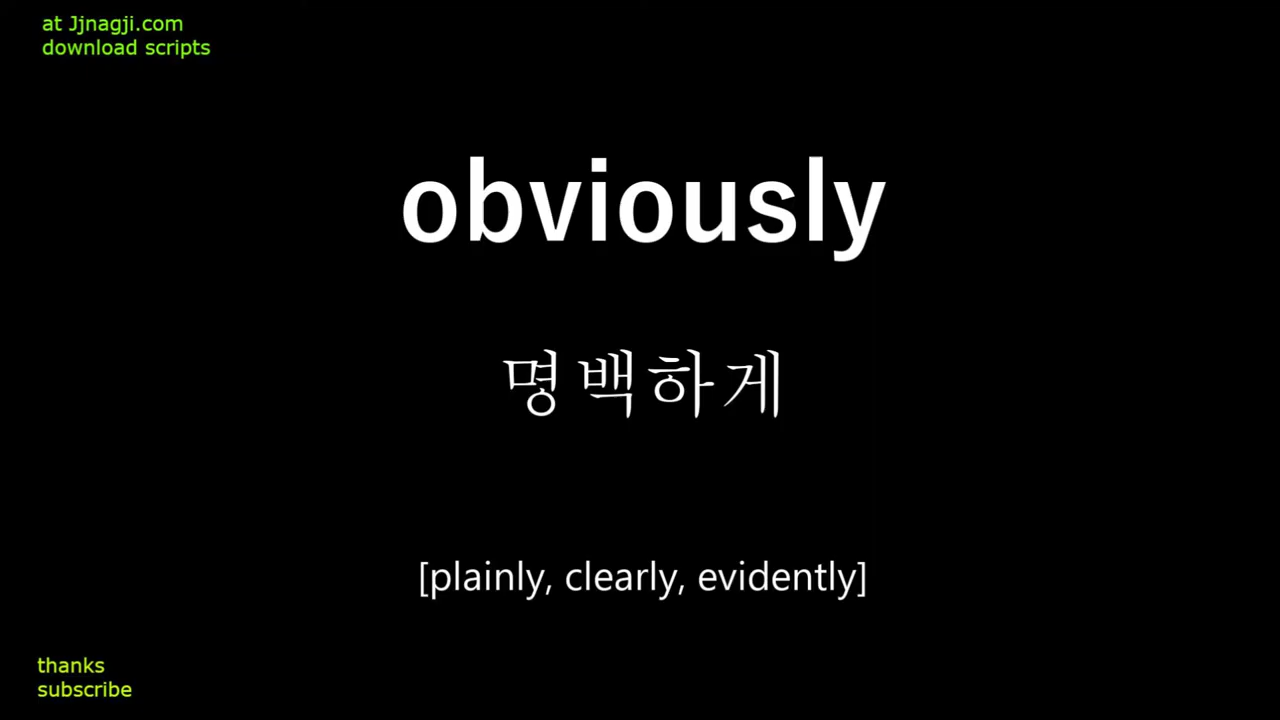 at Jjnagji.com
download scripts
obviously
명백하게
[plainly, clearly, evidently]
thanks
subscribe